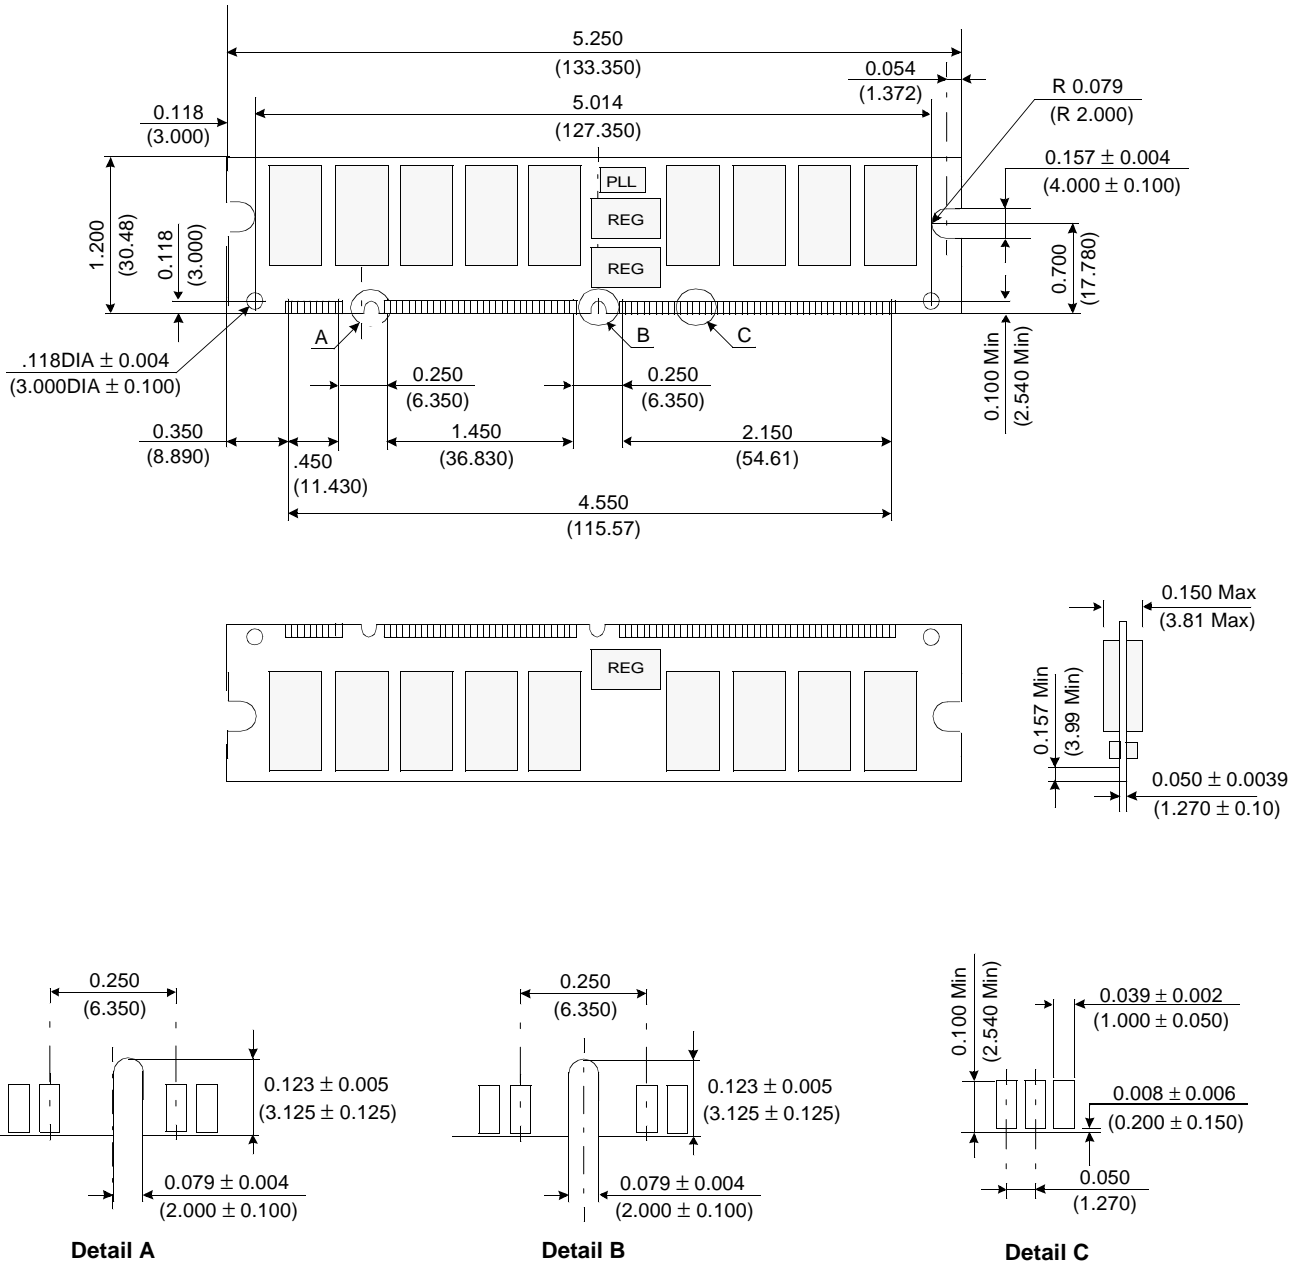 5.250
(133.350)
0.054
(1.372)
R 0.079
(R 2.000)
0.118
(3.000)
5.014
(127.350)
0.157 ± 0.004
(4.000 ± 0.100)
PLL
REG
REG
1.200
(30.48)
0.118
(3.000)
0.700
(17.780)
A
B
C
.118DIA ± 0.004
(3.000DIA ± 0.100)
0.250
(6.350)
0.250
(6.350)
0.100 Min
(2.540 Min)
0.350
(8.890)
.450
(11.430)
1.450
(36.830)
2.150
(54.61)
4.550
(115.57)
REG
0.150 Max
(3.81 Max)
0.157 Min
(3.99 Min)
0.050 ± 0.0039
(1.270 ± 0.10)
0.250
(6.350)
0.123 ± 0.005
(3.125 ± 0.125)
0.079 ± 0.004
(2.000 ± 0.100)
Detail A
0.250
(6.350)
0.123 ± 0.005
(3.125 ± 0.125)
0.079 ± 0.004
(2.000 ± 0.100)
Detail B
0.100 Min
(2.540 Min)
0.039 ± 0.002
(1.000 ± 0.050)
0.008 ± 0.006
(0.200 ± 0.150)
0.050
(1.270)
Detail C